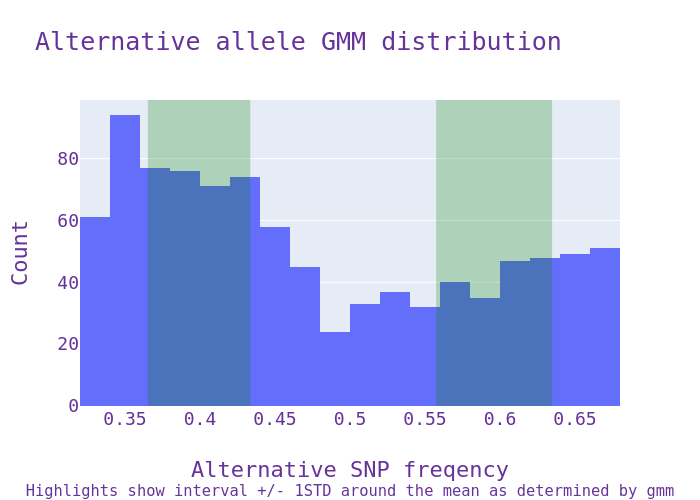 Alternative allele GMM distribution
Count
80
60
40
20
0
0.35 0.4 0.45 0.5 0.55 0.6 0.65
Alternative SNP freqency
Highlights show interval +/- 1STD around the mean as determined by gmm